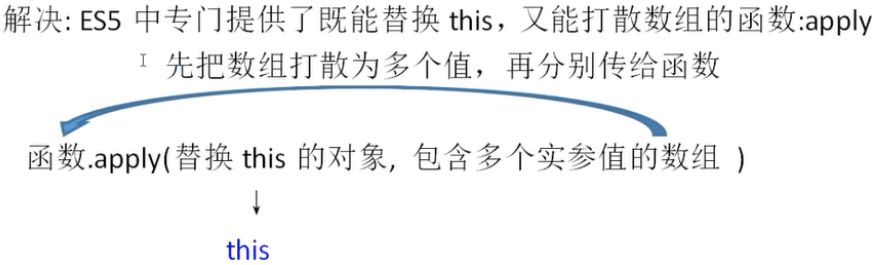 解决: ES5 中专门提供了既能替换 this，又能打散数组的函数:apply
先把数组打散为多个值，再分别传给函数
函数.apply(替换 this 的对象, 包含多个实参值的数组 )
this